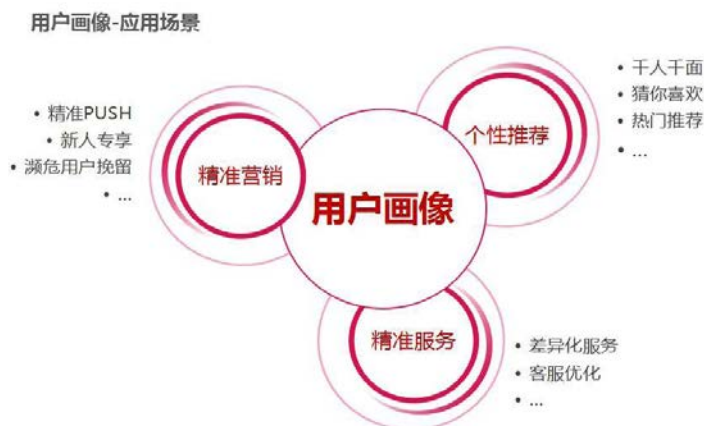 用户画像-应用场景
• 精准PUSH
• 新人专享
• 濒危用户挽留
• ...
精准营销
用户画像
个性推荐
• 千人千面
• 猜你喜欢
• 热门推荐
• ...
精准服务
• 差异化服务
• 客服优化
• ...